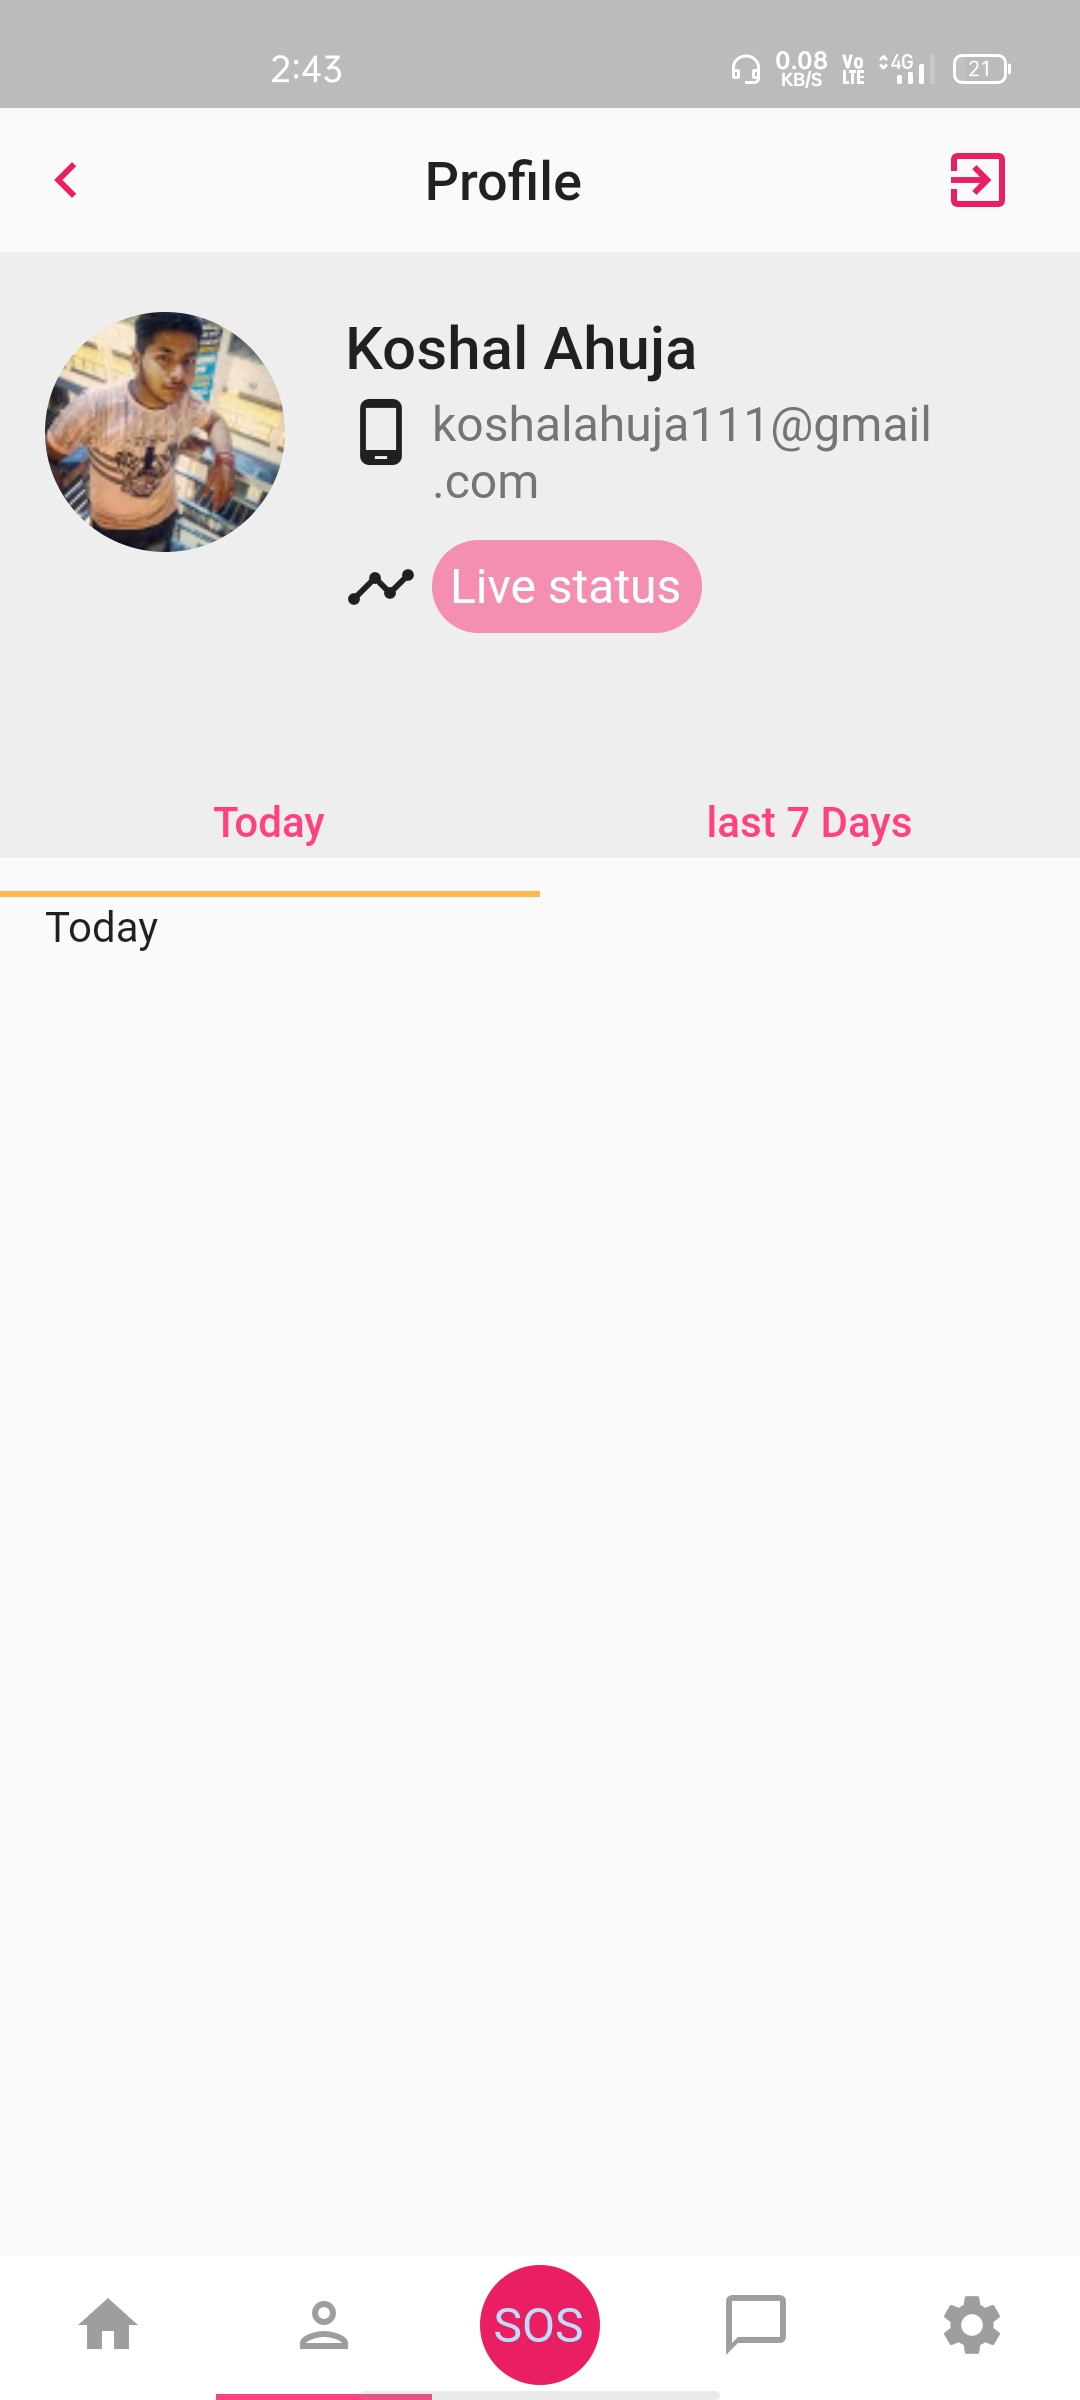 2:43
0.08
KB/S
Vo
LTE
4G
21
Profile
Koshal Ahuja
koshalahuja111@gmail
.com
Live status
Today
last 7 Days
Today
SOS